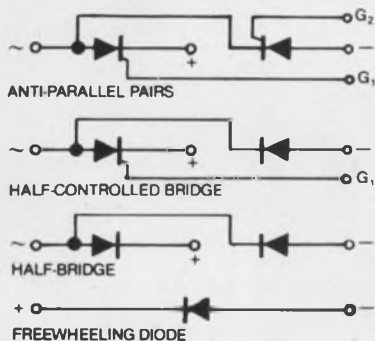 G₂
~ + −
G₁
ANTI-PARALLEL PAIRS
~ + −
G₁
HALF-CONTROLLED BRIDGE
~ + −
HALF-BRIDGE
+ −
FREEWHEELING DIODE